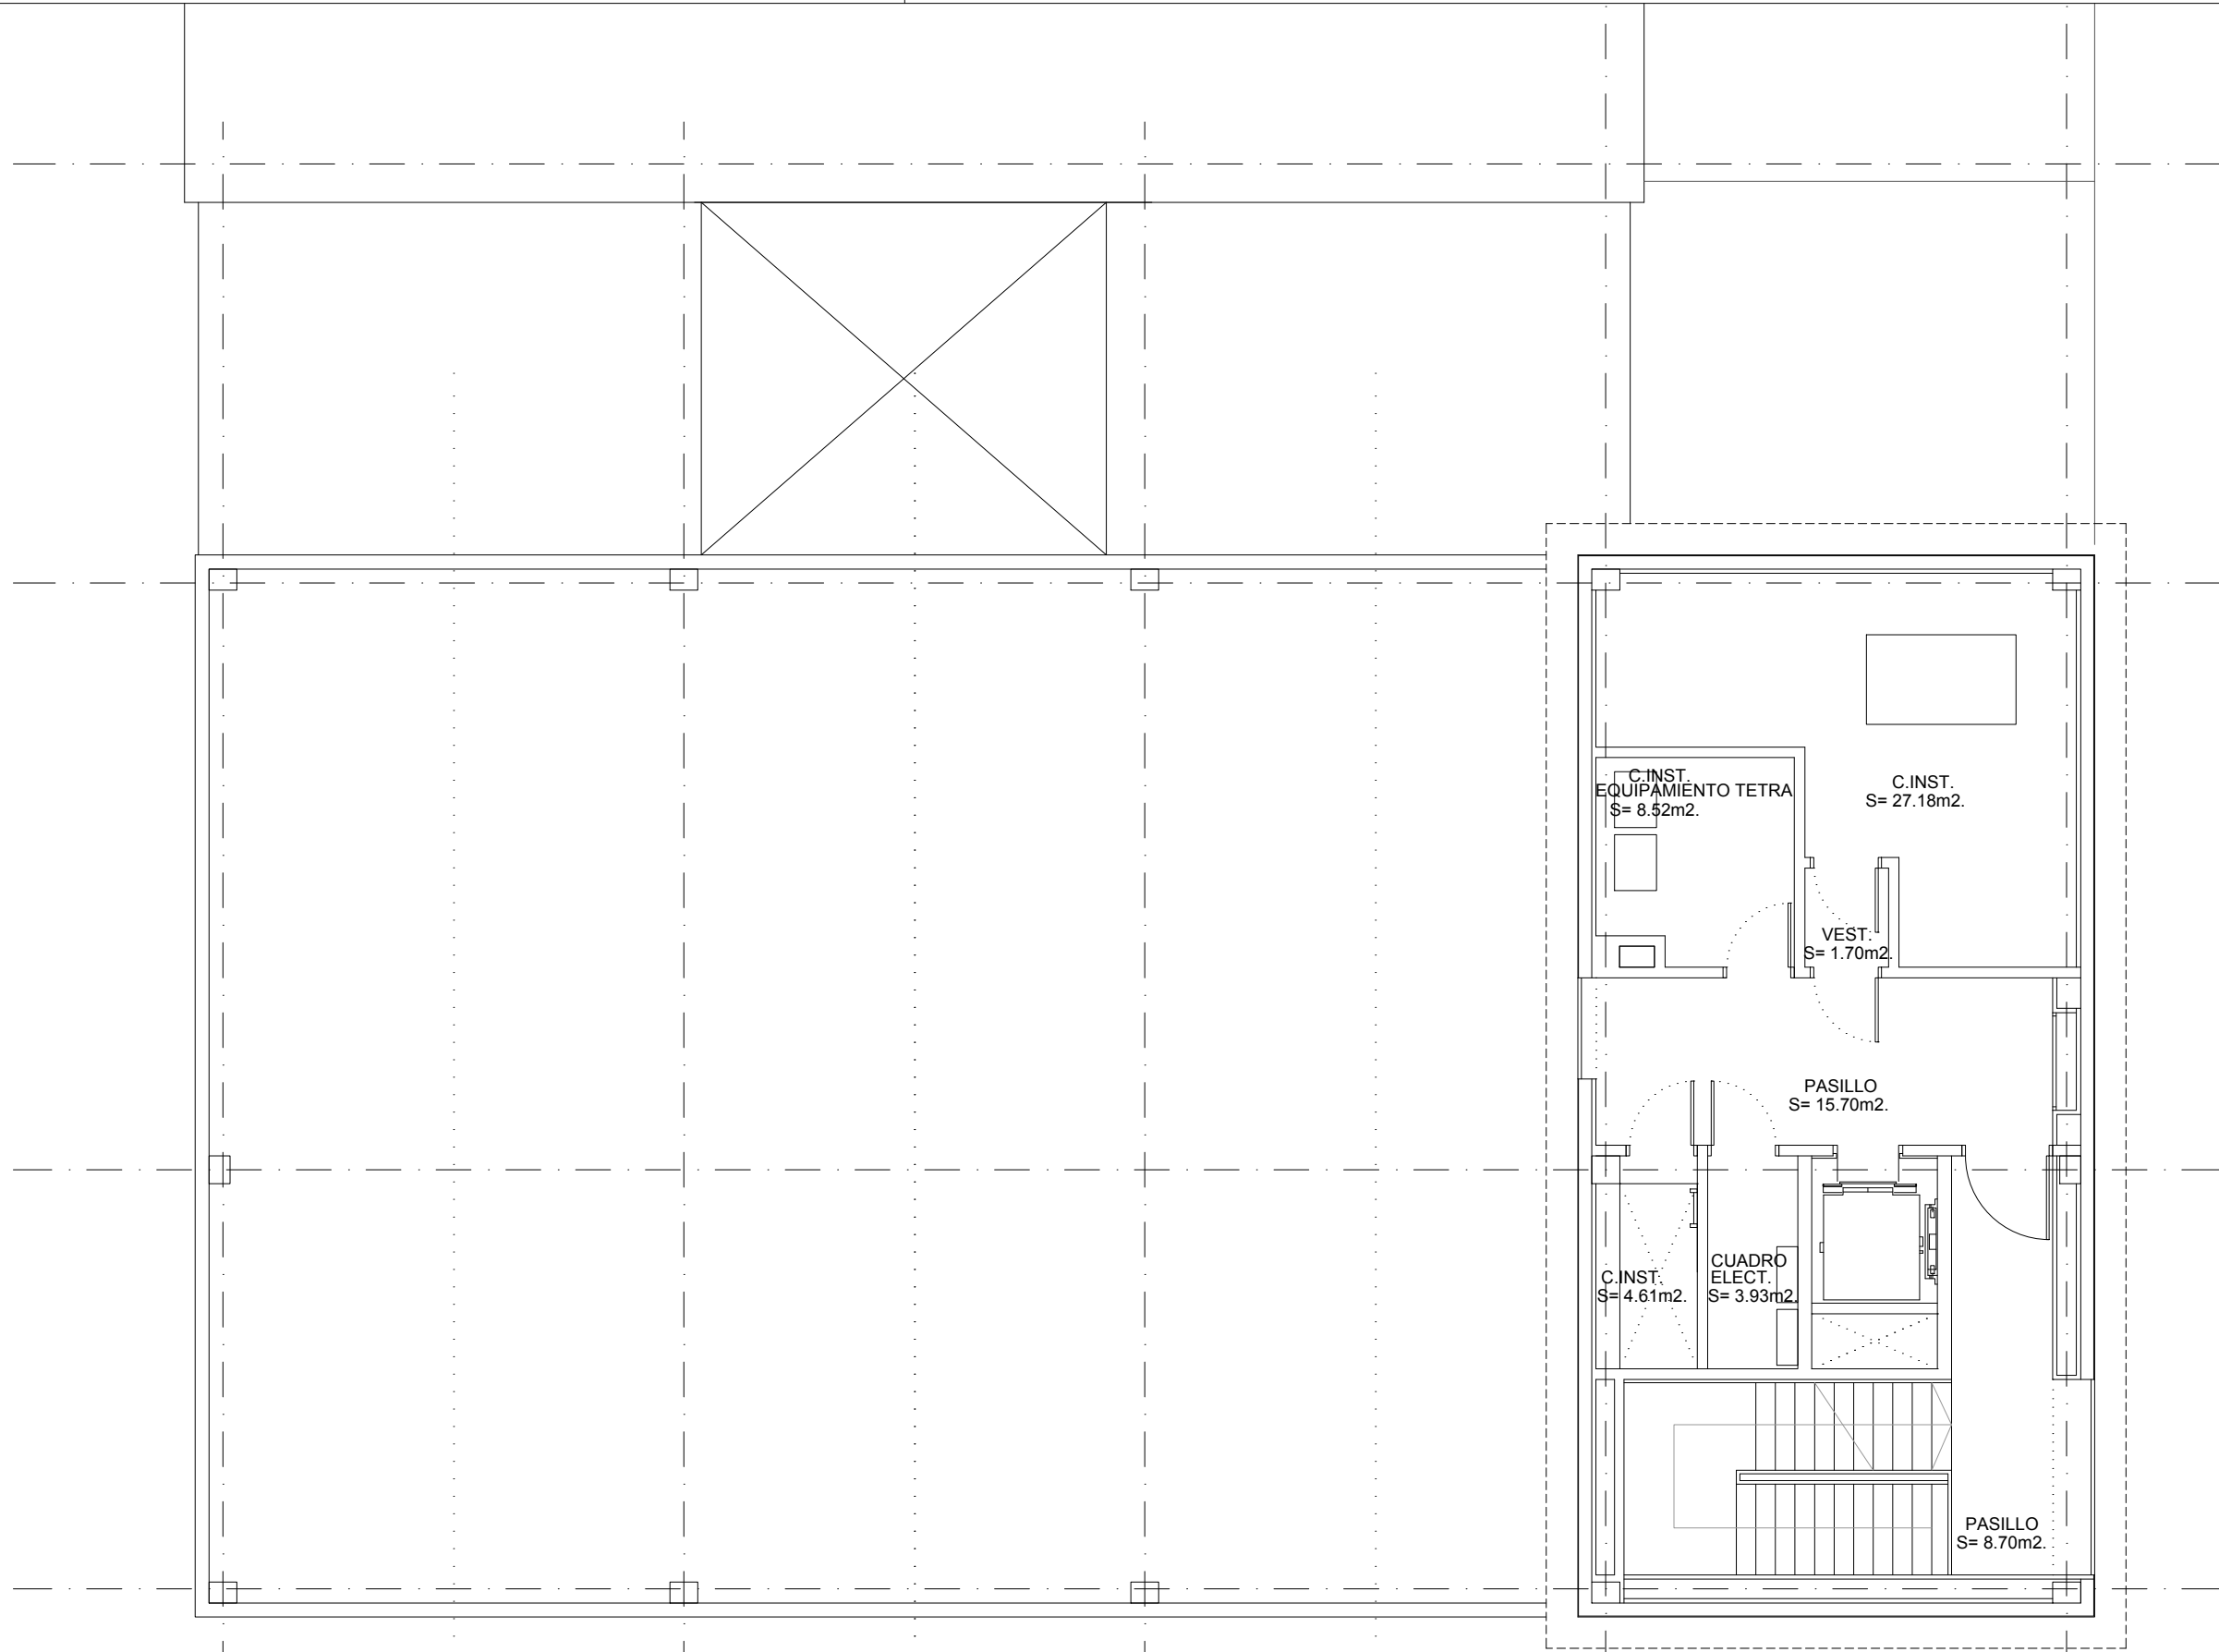 C.INST.
EQUIPAMIENTO TETRA
S= 8.52m2.
C.INST.
S= 27.18m2.
VEST.
S= 1.70m2.
PASILLO
S= 15.70m2.
C.INST.
S= 4.61m2.
CUADRO
ELECT.
S= 3.93m2.
PASILLO
S= 8.70m2.